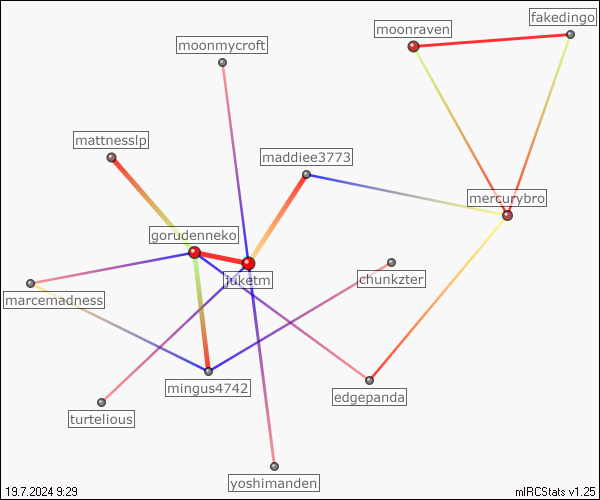 fakedingo
moonraven
moonmycroft
mattnesslp
maddiee3773
mercurybro
gorudenneko
juketm
chunkzter
marcemadness
mingus4742
edgepanda
turtelious
yoshimanden
19.7.2024 9:29
mIRCStats v1.25